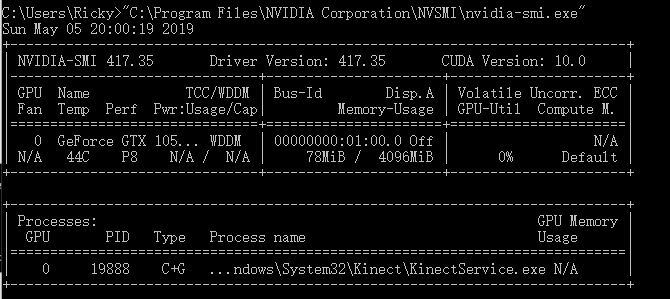 C:\Users\Ricky>"C:\Program Files\NVIDIA Corporation\NVSMI\nvidia-smi.exe"
Sun May 05 20:00:19 2019
NVIDIA-SMI 417.35 Driver Version: 417.35 CUDA Version: 10.0
GPU Name TCC/WDDM | Bus-Id Disp.A | Volatile Uncorr. ECC
Fan Temp Perf Pwr:Usage/Cap| Memory-Usage | GPU-Util Compute M.
0 GeForce GTX 105... WDDM | 00000000:01:00.0 Off | N/A
N/A 44C P8 N/A / N/A | 78MiB / 4096MiB | 0% Default
Processes: GPU Memory
GPU PID Type Process name Usage
0 19888 C+G ...ndows\System32\Kinect\KinectService.exe N/A